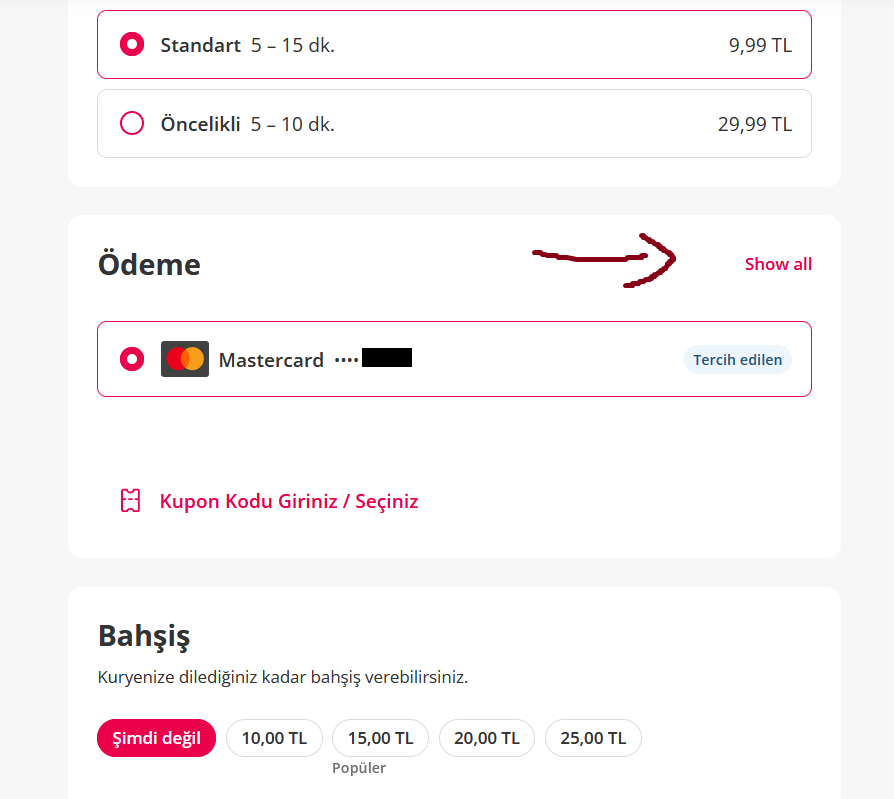 Standart 5 – 15 dk. 9,99 TL
Öncelikli 5 – 10 dk. 29,99 TL
Ödeme Show all
Mastercard •••• Tercih edilen
Kupon Kodu Giriniz / Seçiniz
Bahşiş
Kuryenize dilediğiniz kadar bahşiş verebilirsiniz.
Şimdi değil 10,00 TL 15,00 TL 20,00 TL 25,00 TL
Popüler